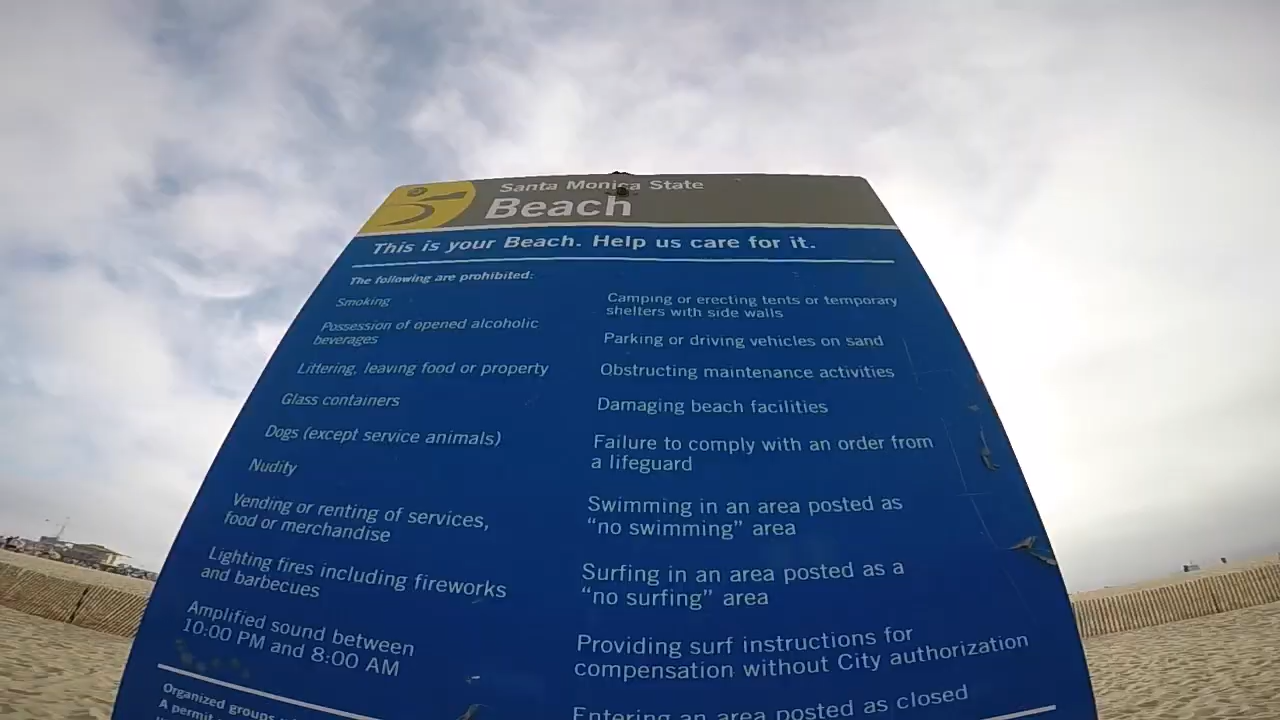 Santa Monica State
Beach
This is your Beach. Help us care for it.
The following are prohibited:
Smoking
Possession of opened alcoholic
beverages
Littering, leaving food or property
Glass containers
Dogs (except service animals)
Nudity
Vending or renting of services,
food or merchandise
Lighting fires including fireworks
and barbecues
Amplified sound between
10:00 PM and 8:00 AM
Camping or erecting tents or temporary
shelters with side walls
Parking or driving vehicles on sand
Obstructing maintenance activities
Damaging beach facilities
Failure to comply with an order from
a lifeguard
Swimming in an area posted as
“no swimming” area
Surfing in an area posted as a
“no surfing” area
Providing surf instructions for
compensation without City authorization
Entering an area posted as closed
Organized groups
A permit